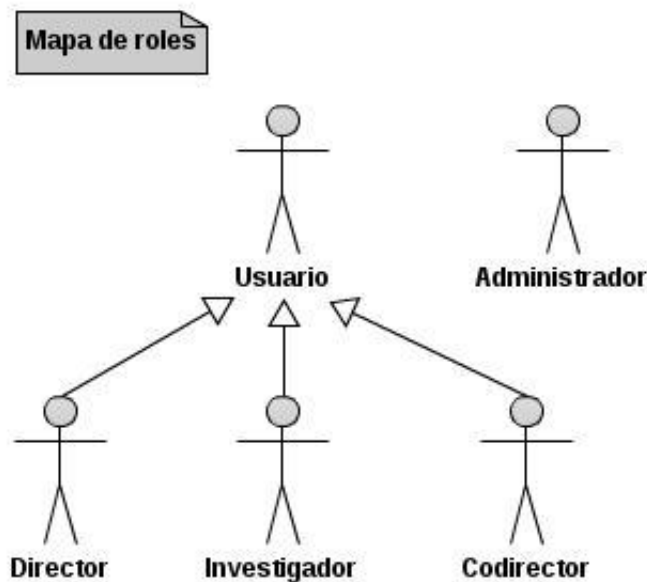 Mapa de roles
Usuario
Administrador
Director
Investigador
Codirector